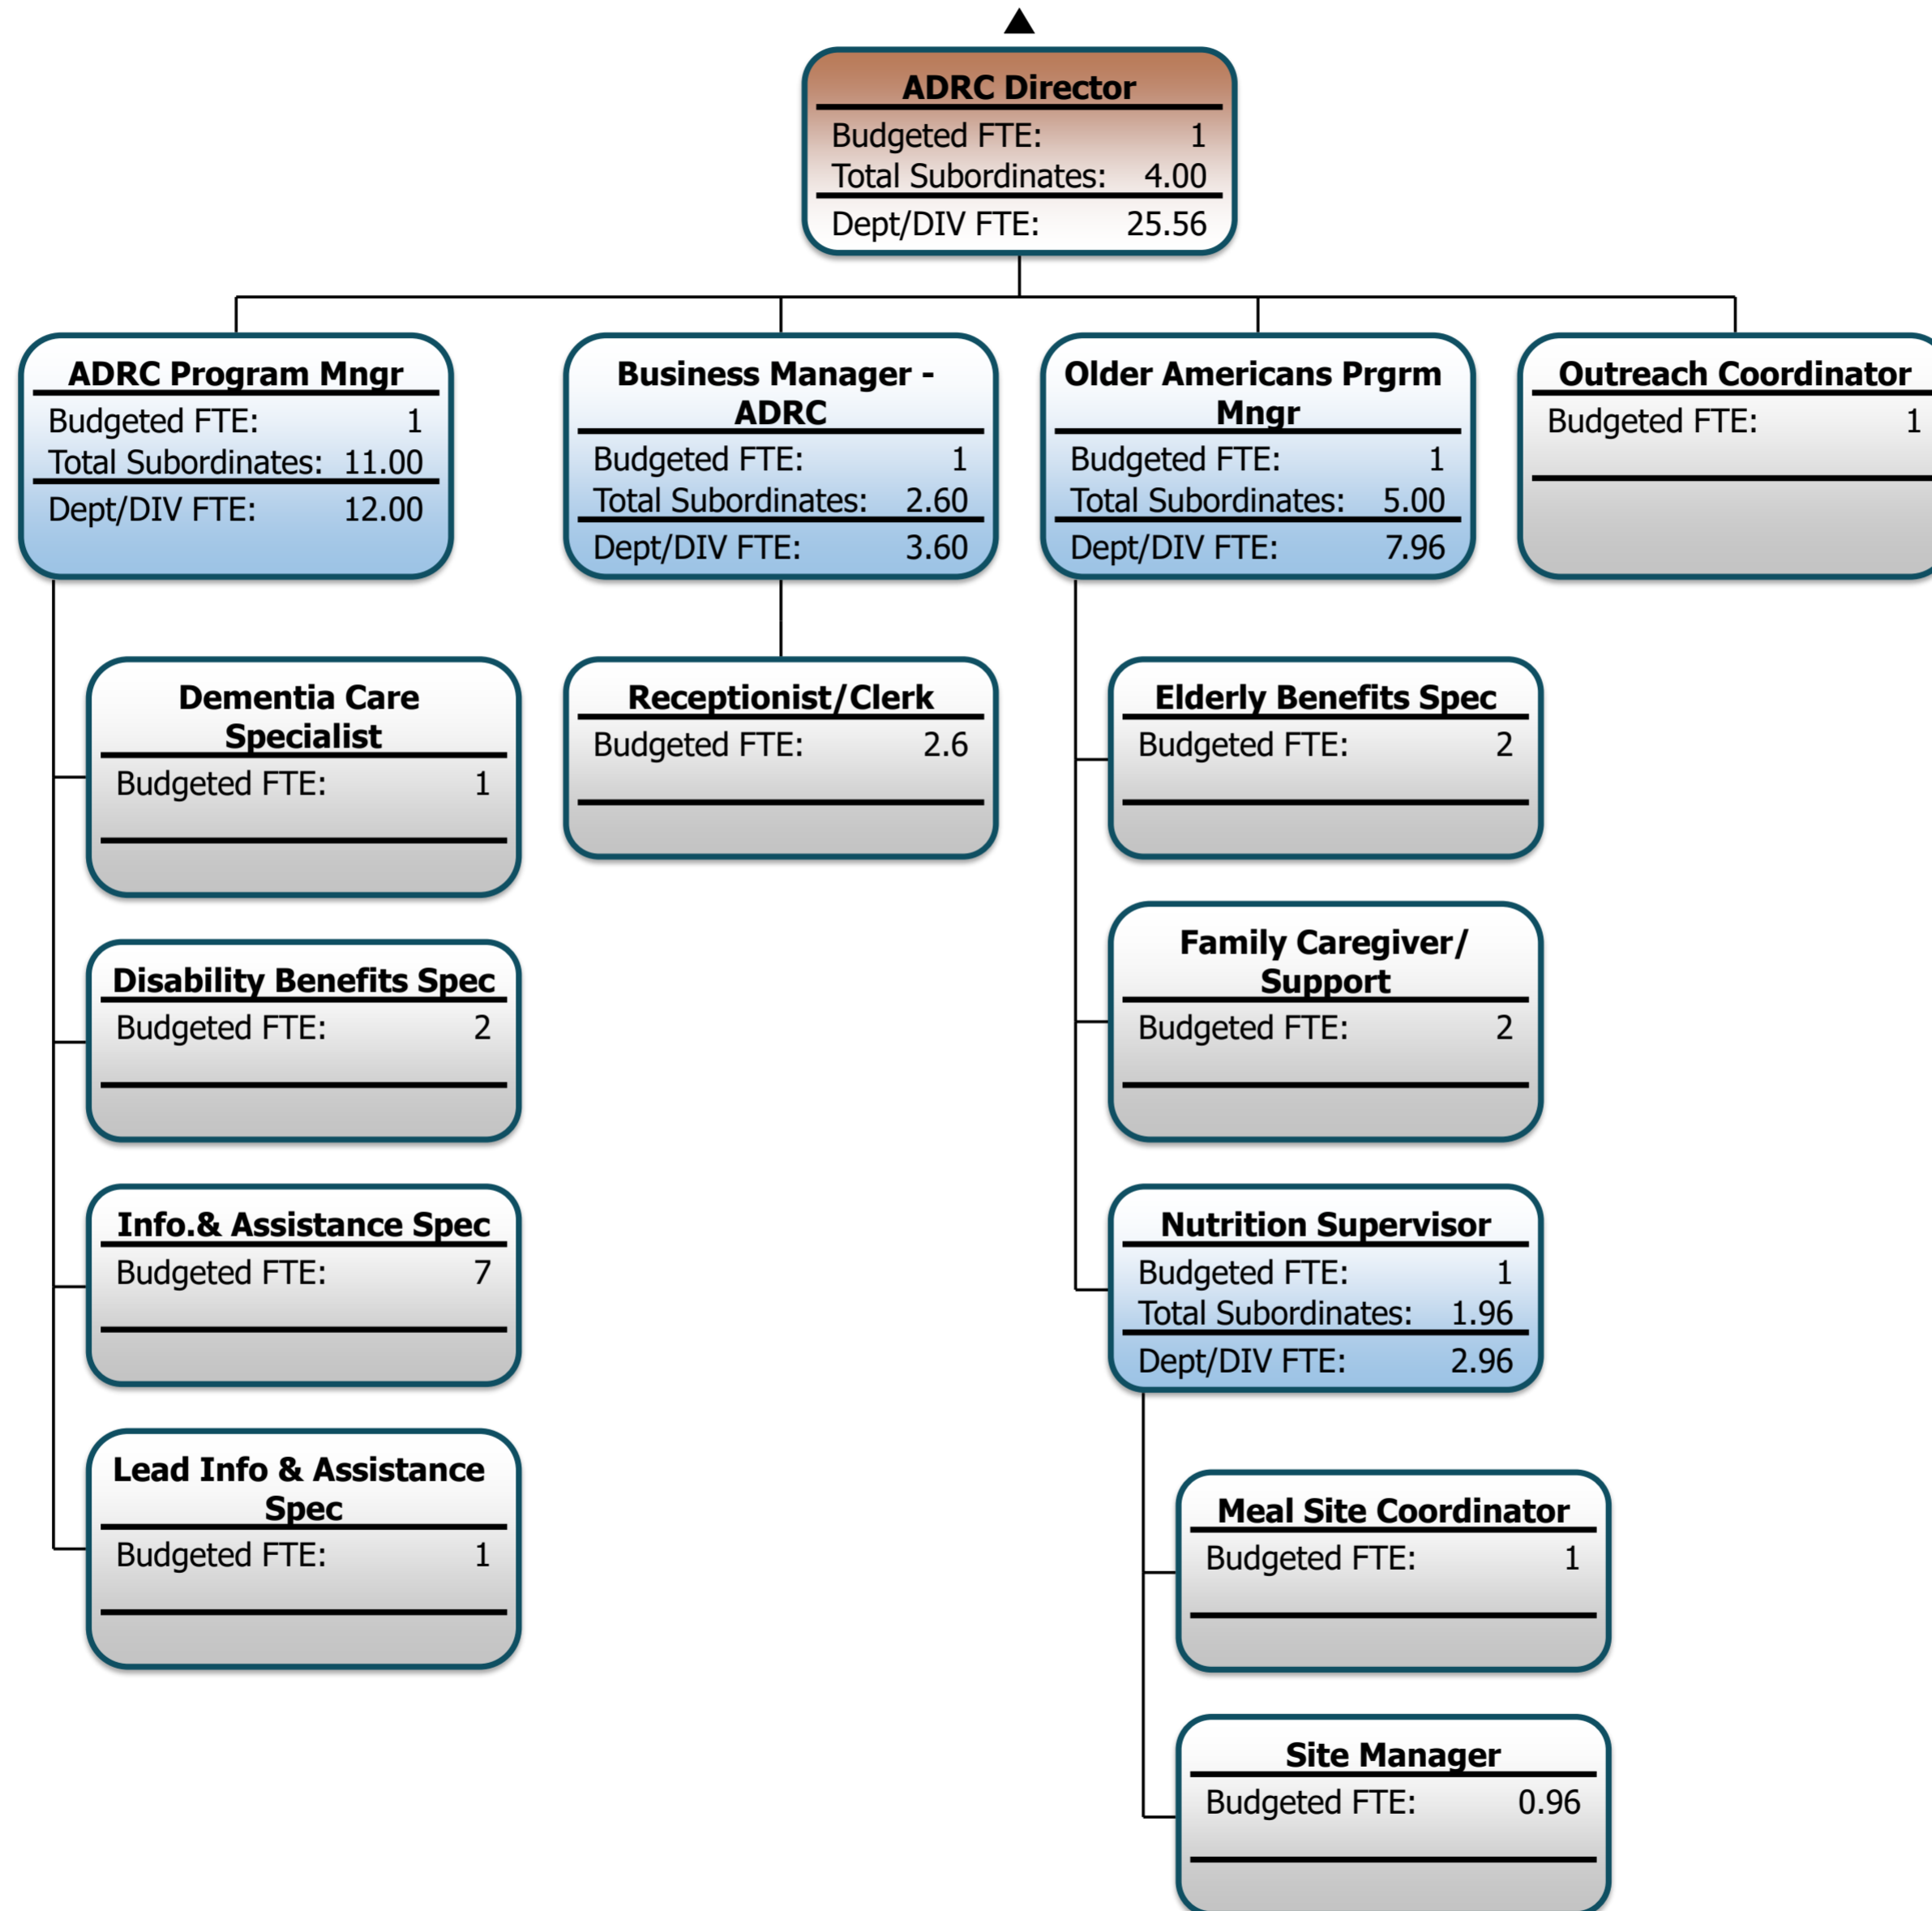 ADRC Director
Budgeted FTE: 1
Total Subordinates: 4.00
Dept/DIV FTE: 25.56
ADRC Program Mngr
Budgeted FTE: 1
Total Subordinates: 11.00
Dept/DIV FTE: 12.00
Business Manager -
ADRC
Budgeted FTE: 1
Total Subordinates: 2.60
Dept/DIV FTE: 3.60
Older Americans Prgrm
Mngr
Budgeted FTE: 1
Total Subordinates: 5.00
Dept/DIV FTE: 7.96
Outreach Coordinator
Budgeted FTE: 1
Dementia Care
Specialist
Budgeted FTE: 1
Disability Benefits Spec
Budgeted FTE: 2
Info.& Assistance Spec
Budgeted FTE: 7
Lead Info & Assistance
Spec
Budgeted FTE: 1
Receptionist/Clerk
Budgeted FTE: 2.6
Elderly Benefits Spec
Budgeted FTE: 2
Family Caregiver/
Support
Budgeted FTE: 2
Nutrition Supervisor
Budgeted FTE: 1
Total Subordinates: 1.96
Dept/DIV FTE: 2.96
Meal Site Coordinator
Budgeted FTE: 1
Site Manager
Budgeted FTE: 0.96